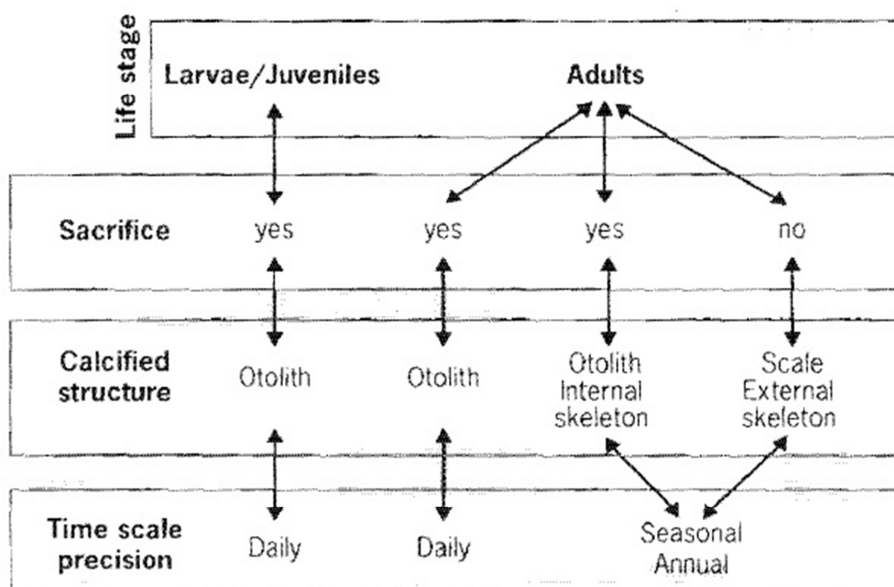 Life stage
Larvae/Juveniles Adults
Sacrifice yes yes yes no
Calcified
structure
Otolith
Otolith
Otolith
Internal
skeleton
Scale
External
skeleton
Time scale
precision
Daily
Daily
Seasonal
Annual